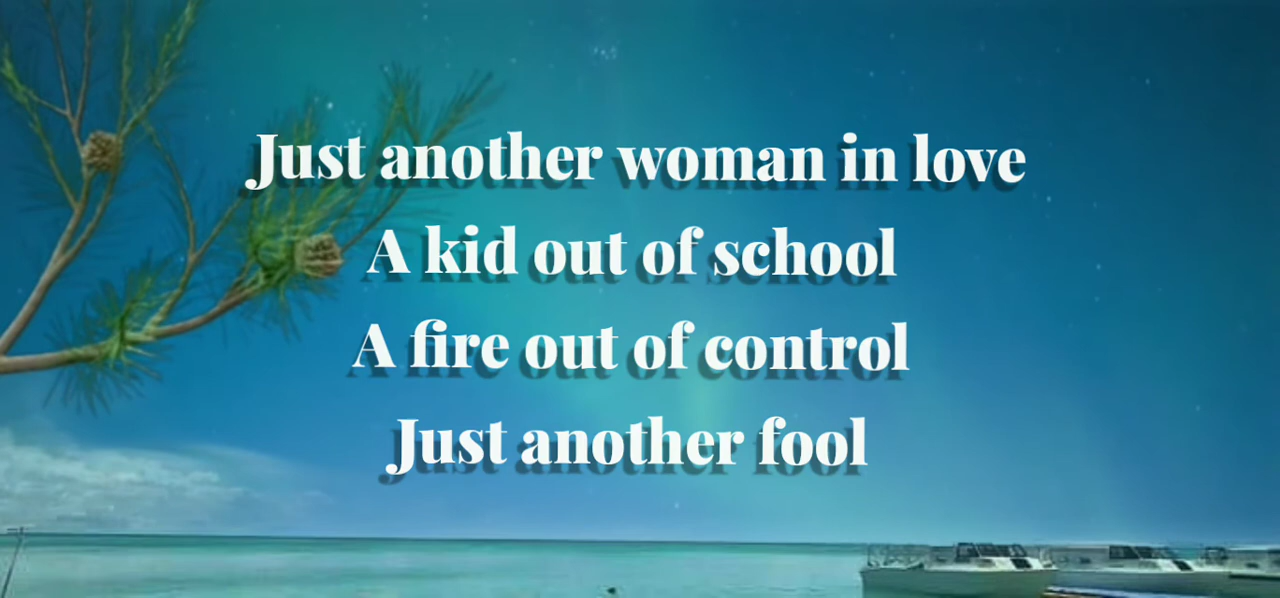 Just another woman in love
A kid out of school
A fire out of control
Just another fool